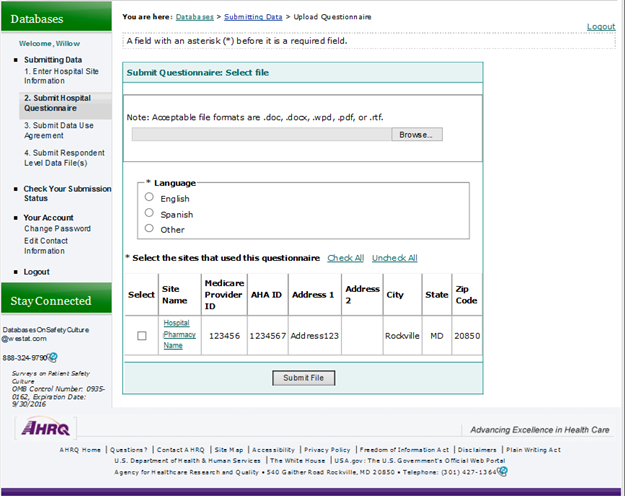 Databases
Welcome, Willow
Submitting Data
1. Enter Hospital Site
Information
2. Submit Hospital
Questionnaire
3. Submit Data Use
Agreement
4. Submit Respondent
Level Data File(s)
Check Your Submission
Status
Your Account
Change Password
Edit Contact
Information
Logout
Stay Connected
DatabasesOnSafetyCulture
@westat.com
888-324-9790
Surveys on Patient Safety
Culture
OMB Control Number: 0935-
0162, Expiration Date:
9/30/2016
You are here: Databases > Submitting Data > Upload Questionnaire
Logout
A field with an asterisk (*) before it is a required field.
Submit Questionnaire: Select file
Note: Acceptable file formats are .doc, .docx, .wpd, .pdf, or .rtf.
Browse...
* Language
English
Spanish
Other
* Select the sites that used this questionnaire Check All Uncheck All
Select Site Name Medicare Provider ID AHA ID Address 1 Address 2 City State Zip Code
Hospital Pharmacy Name 123456 1234567 Address123 Rockville MD 20850
Submit File
AHRQ
Advancing Excellence in Health Care
AHRQ Home | Questions? | Contact AHRQ | Site Map | Accessibility | Privacy Policy | Freedom of Information Act | Disclaimers | Plain Writing Act
U.S. Department of Health & Human Services | The White House | USA.gov: The U.S. Government's Official Web Portal
Agency for Healthcare Research and Quality • 540 Gaither Road Rockville, MD 20850 • Telephone: (301) 427-1364